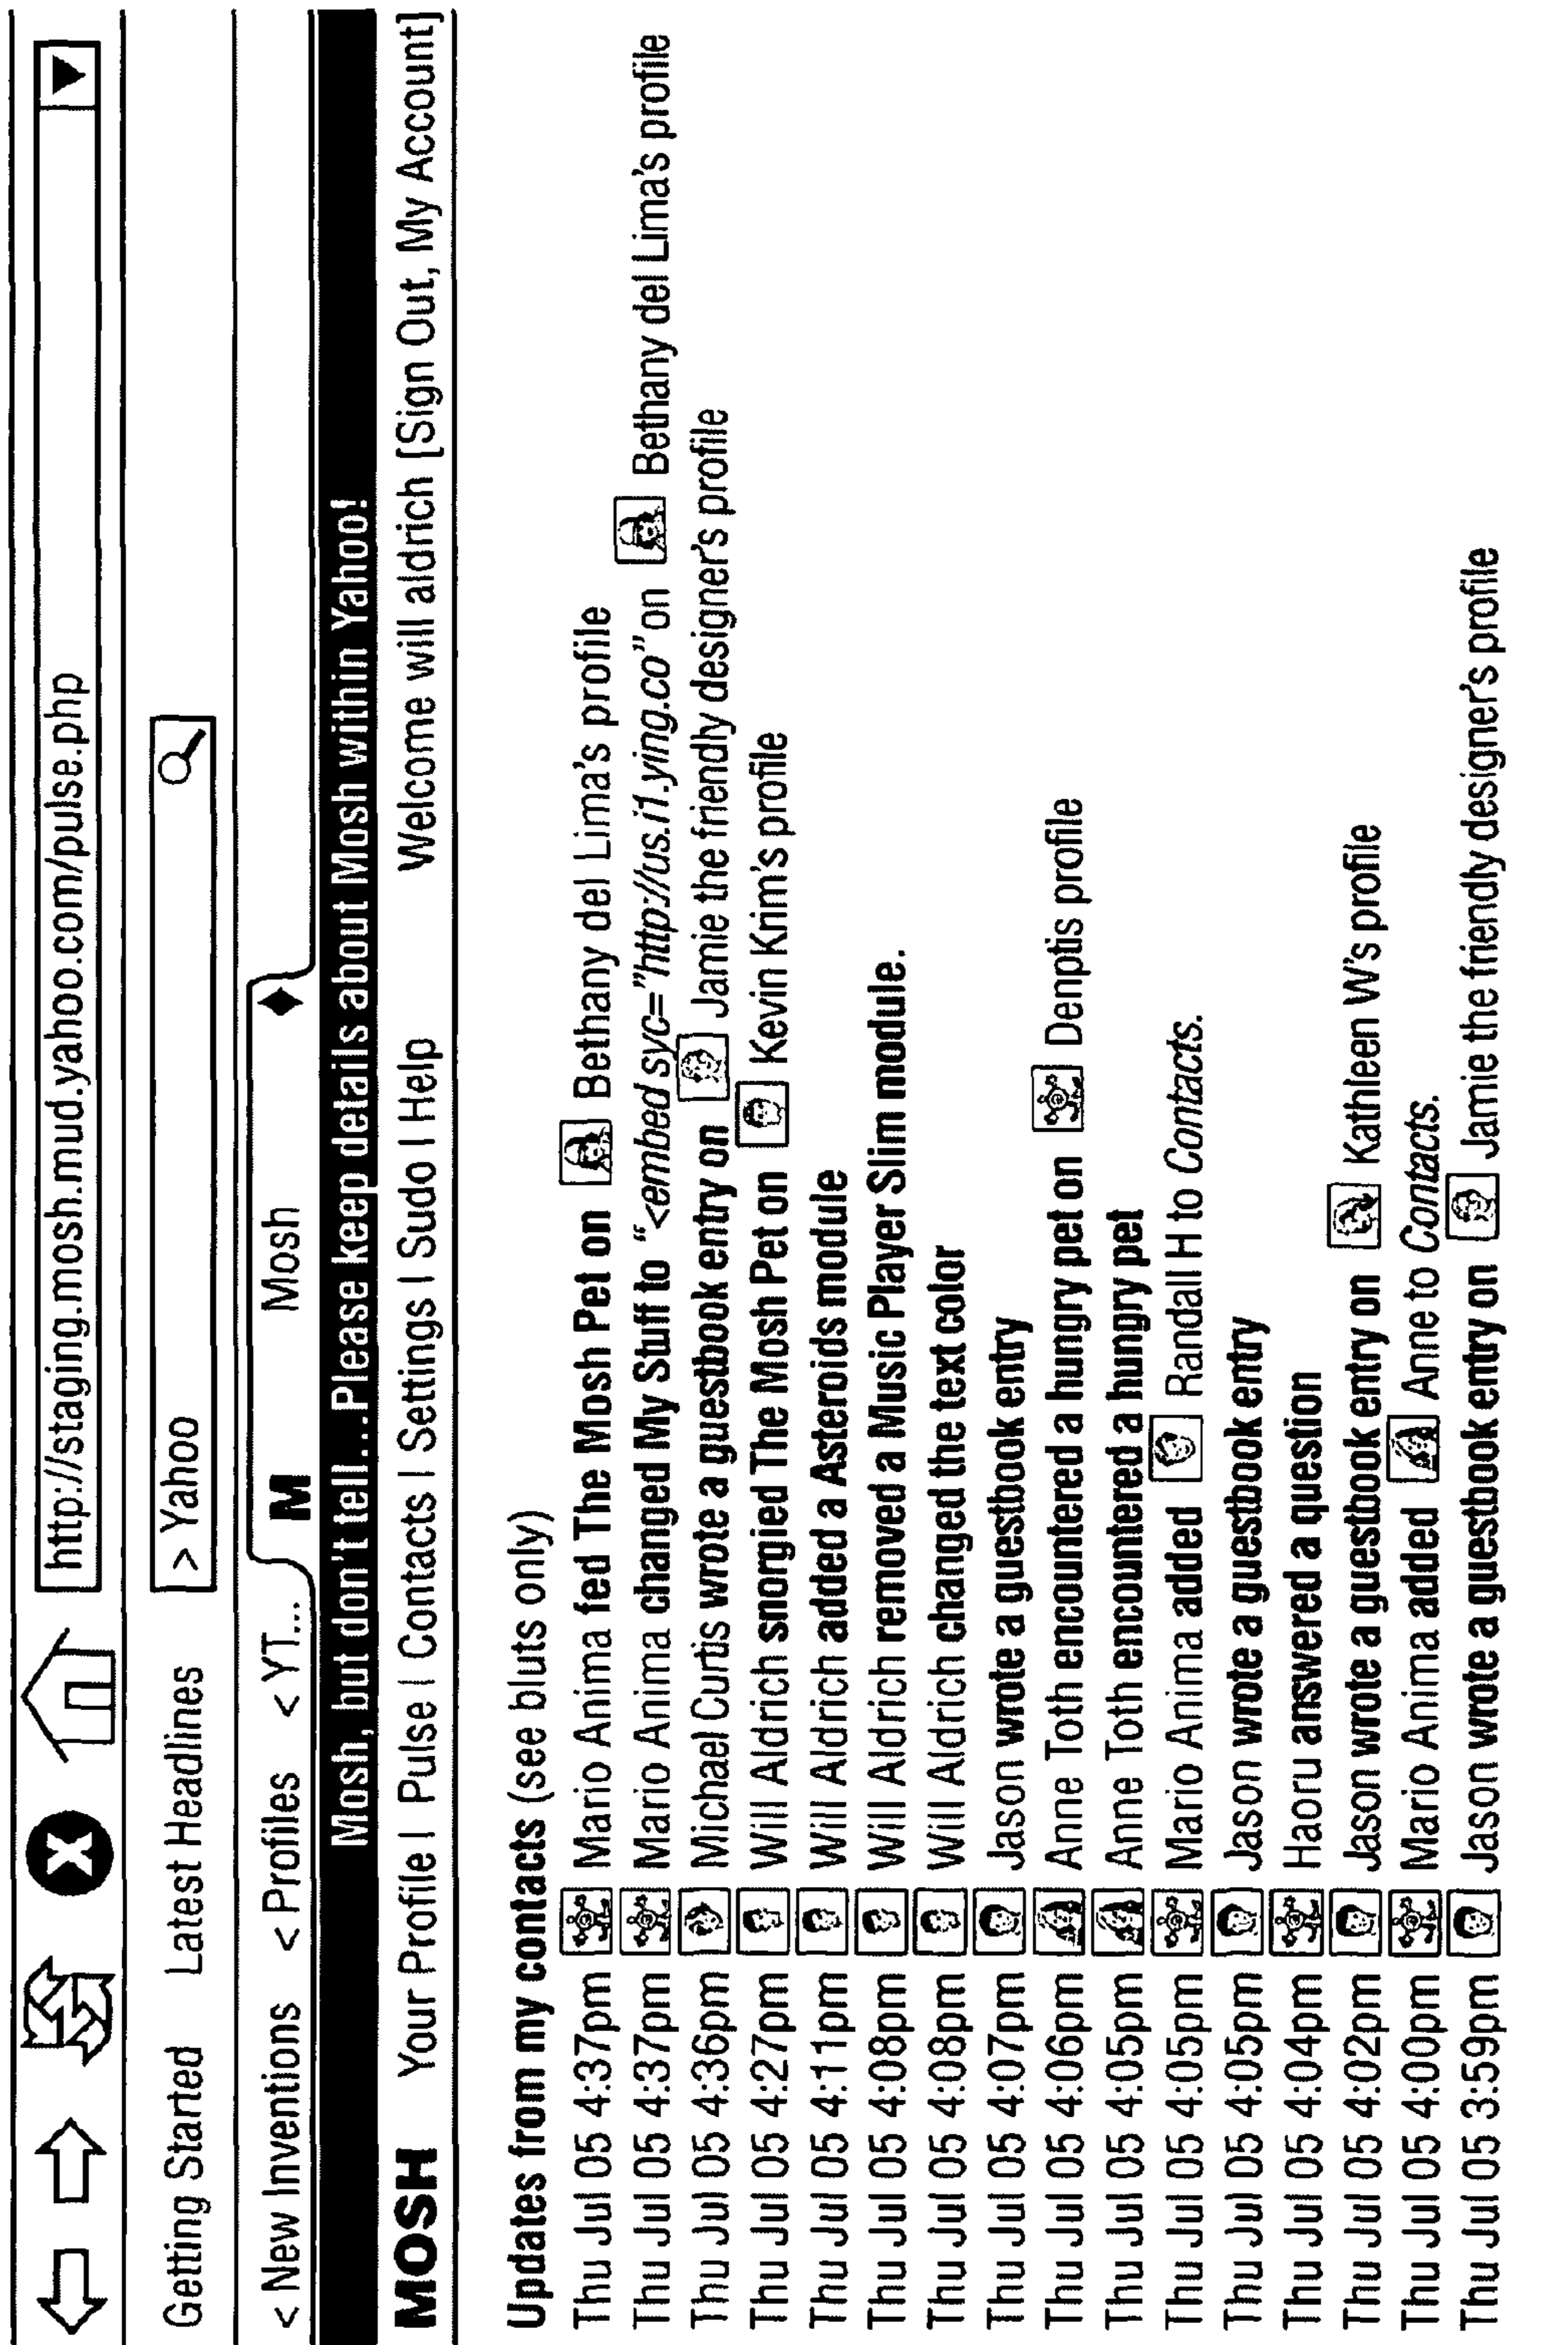 http://staging.mosh.mud.yahoo.com/pulse.php
Getting Started Latest Headlines > Yahoo
< New Inventions < Profiles < YT... M Mosh
Mosh, but don't tell...Please keep details about Mosh within Yahoo!
MOSH Your Profile | Pulse | Contacts | Settings | Sudo | Help Welcome will aldrich [Sign Out, My Account]
Updates from my contacts (see bluts only)
Thu Jul 05 4:37pm Mario Anima fed The Mosh Pet on Bethany del Lima's profile
Thu Jul 05 4:37pm Mario Anima changed My Stuff to "<embed syc="http://us.i1.ying.co" on Bethany del Lima's profile
Thu Jul 05 4:36pm Michael Curtis wrote a guestbook entry on Jamie the friendly designer's profile
Thu Jul 05 4:27pm Will Aldrich snorgied The Mosh Pet on Kevin Krim's profile
Thu Jul 05 4:11pm Will Aldrich added a Asteroids module
Thu Jul 05 4:08pm Will Aldrich removed a Music Player Slim module.
Thu Jul 05 4:08pm Will Aldrich changed the text color
Thu Jul 05 4:07pm Jason wrote a guestbook entry
Thu Jul 05 4:06pm Anne Toth encountered a hungry pet on Denptis profile
Thu Jul 05 4:05pm Anne Toth encountered a hungry pet
Thu Jul 05 4:05pm Mario Anima added Randall H to Contacts.
Thu Jul 05 4:05pm Jason wrote a guestbook entry
Thu Jul 05 4:04pm Haoru answered a question
Thu Jul 05 4:02pm Jason wrote a guestbook entry on Kathleen W's profile
Thu Jul 05 4:00pm Mario Anima added Anne to Contacts.
Thu Jul 05 3:59pm Jason wrote a guestbook entry on Jamie the friendly designer's profile